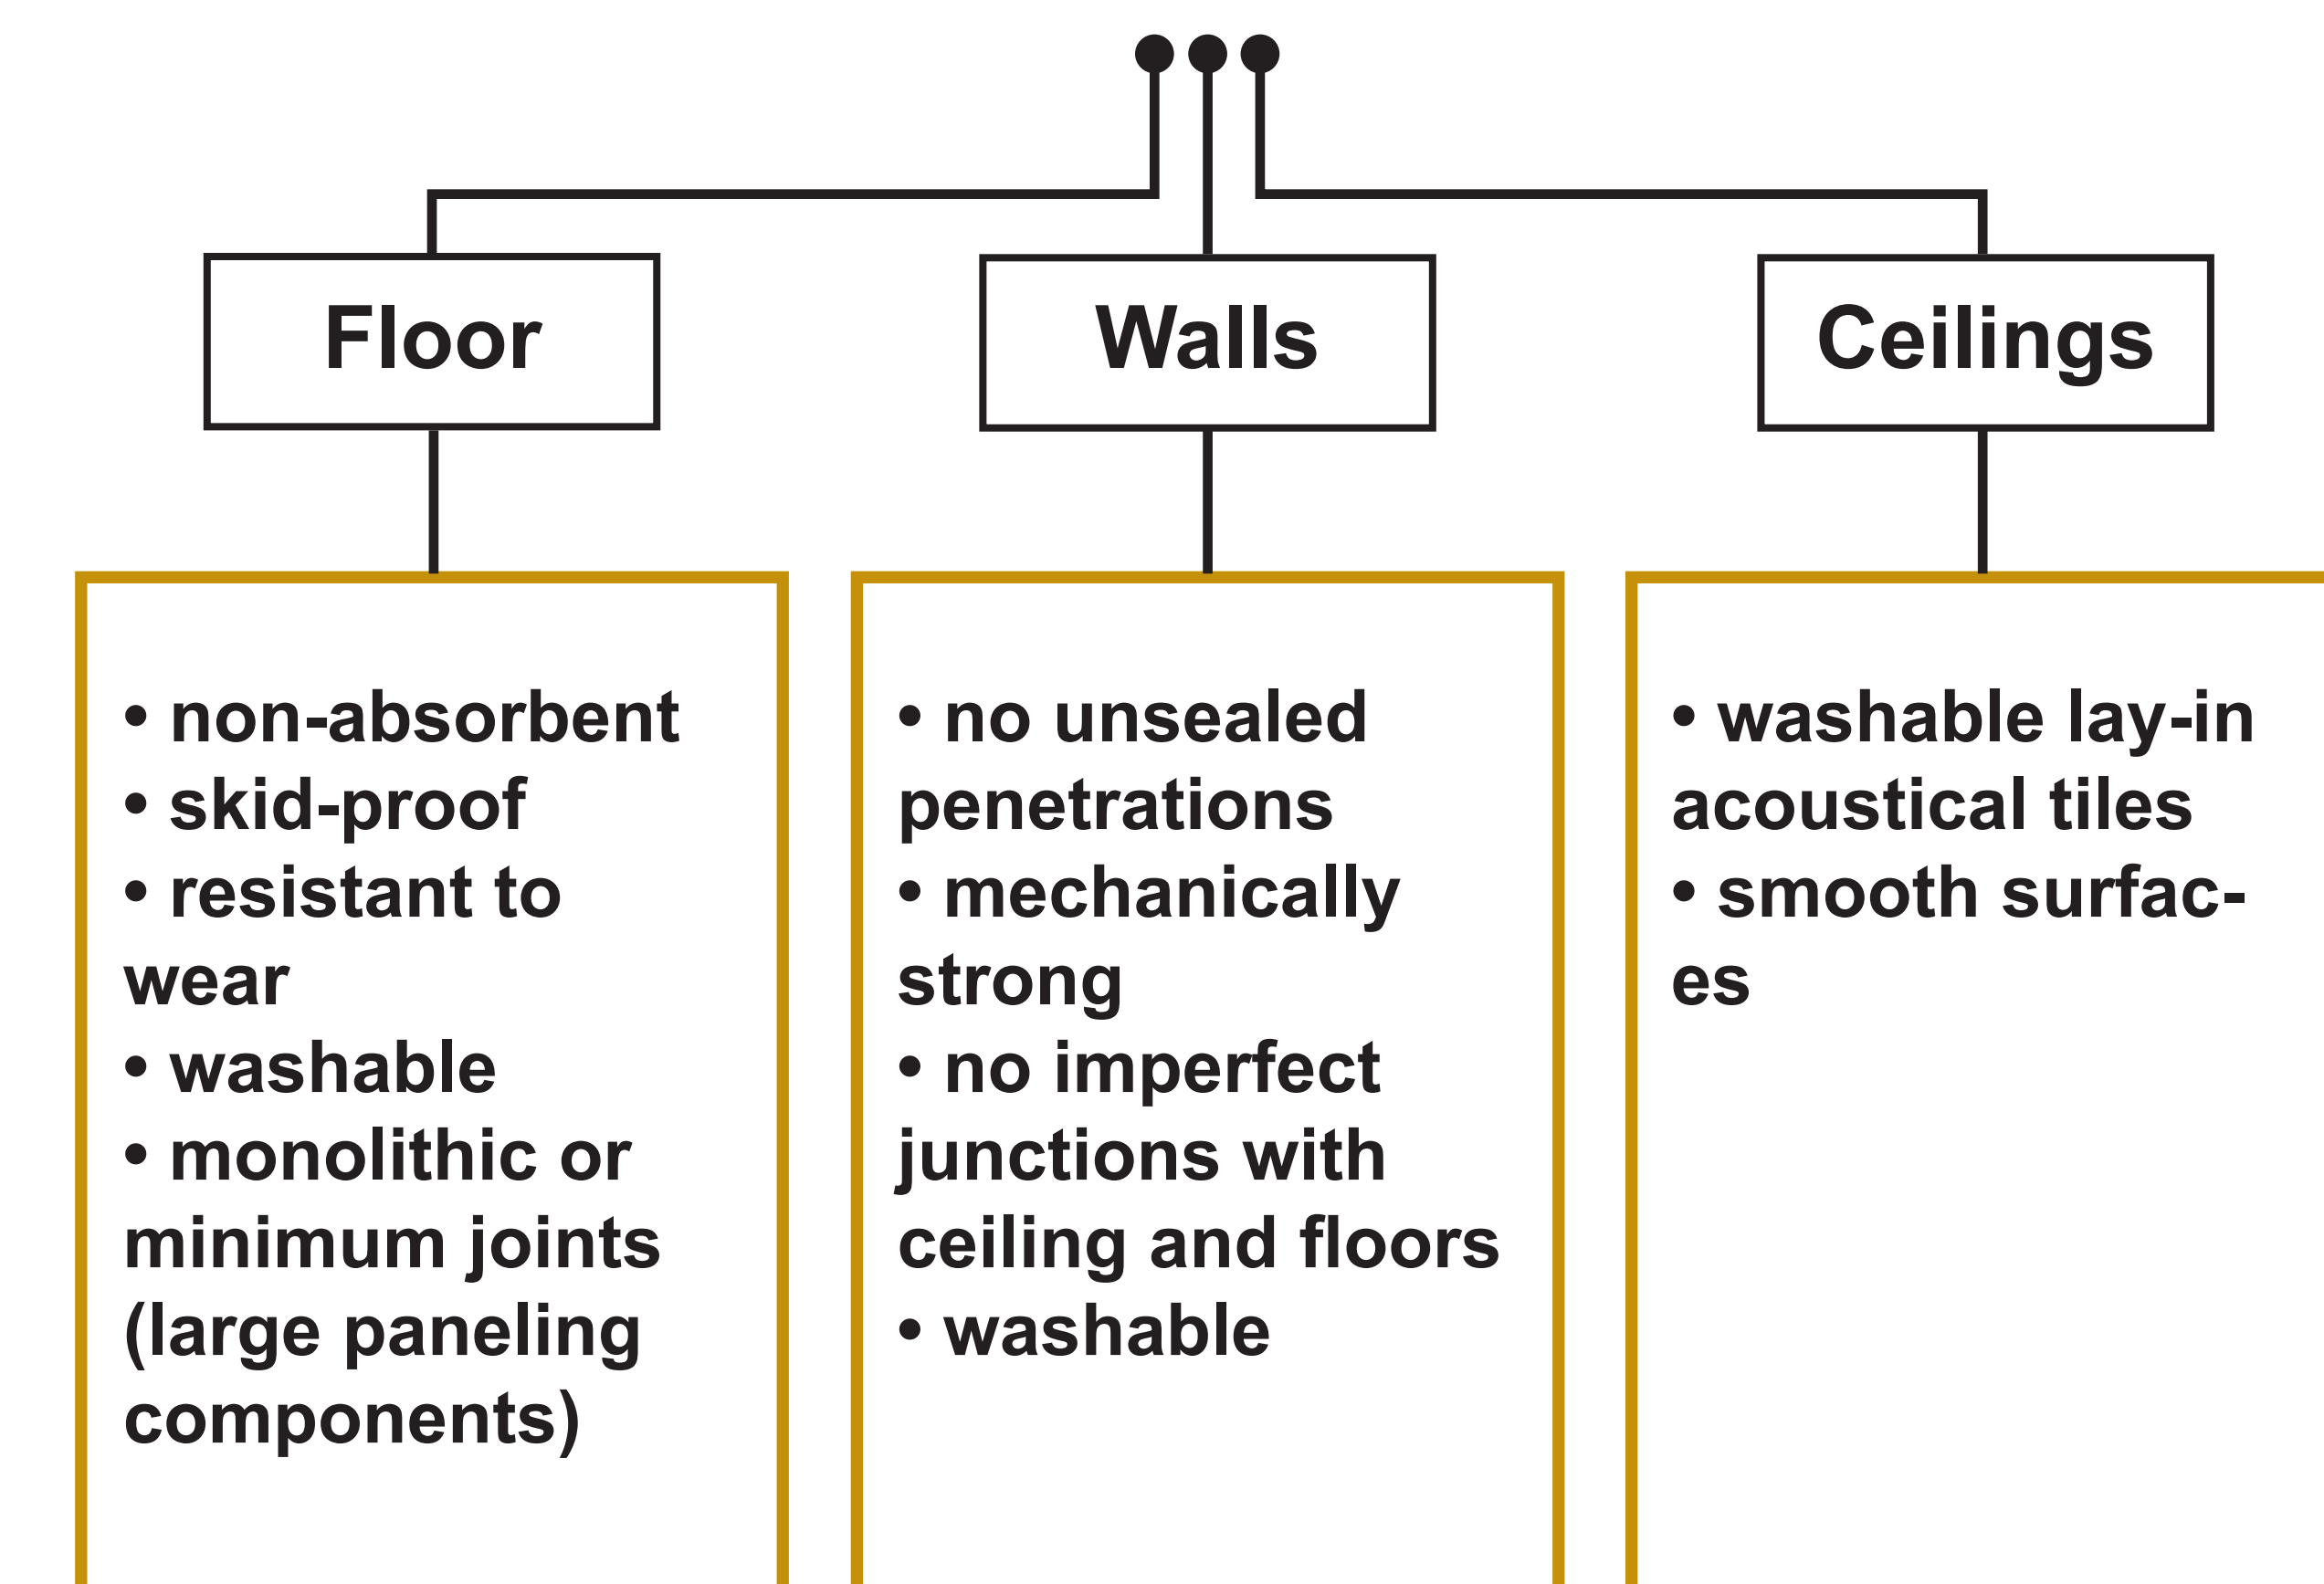 Floor
Walls
Ceilings
• non-absorbent
• skid-proof
• resistant to
wear
• washable
• monolithic or
minimum joints
(large paneling
components)
• no unsealed
penetrations
• mechanically
strong
• no imperfect
junctions with
ceiling and floors
• washable
• washable lay-in
acoustical tiles
• smooth surfac-
es